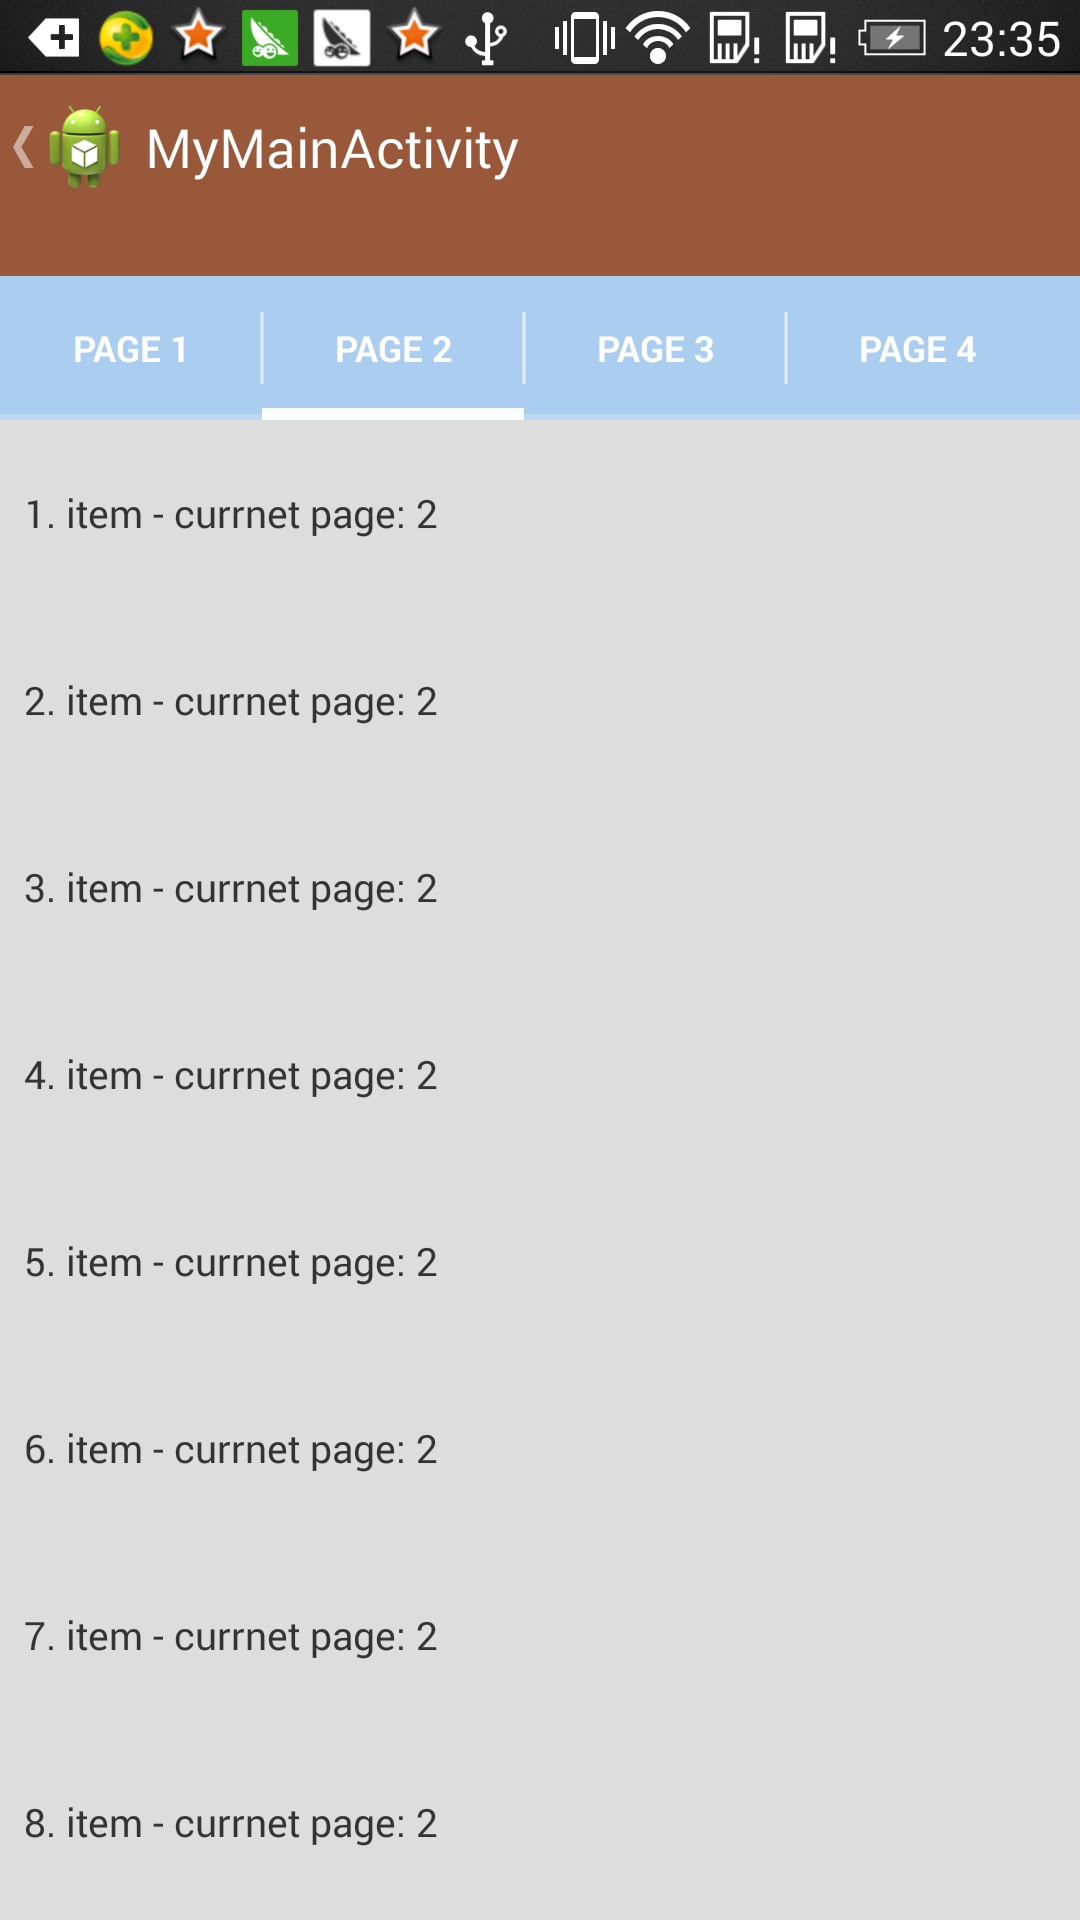 23:35
MyMainActivity
PAGE 1
PAGE 2
PAGE 3
PAGE 4
1. item - currnet page: 2
2. item - currnet page: 2
3. item - currnet page: 2
4. item - currnet page: 2
5. item - currnet page: 2
6. item - currnet page: 2
7. item - currnet page: 2
8. item - currnet page: 2